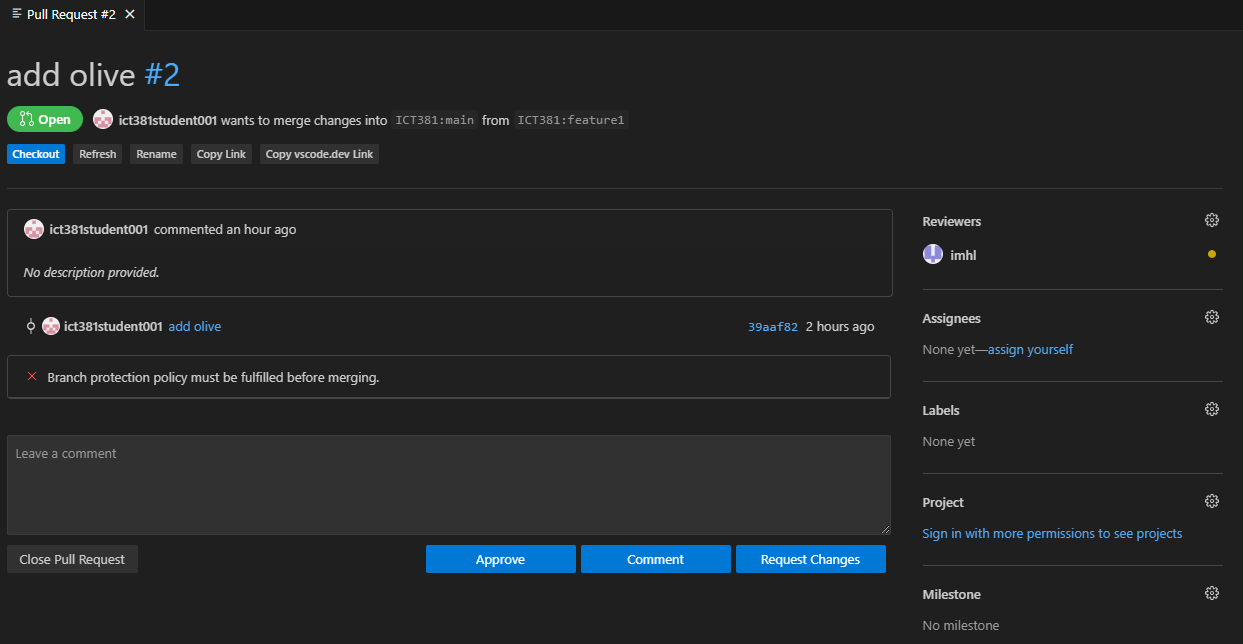 Pull Request #2
add olive #2
Open ict381student001 wants to merge changes into ICT381:main from ICT381:feature1
Checkout Refresh Rename Copy Link Copy vscode.dev Link
ict381student001 commented an hour ago
No description provided.
ict381student001 add olive 39aaf82 2 hours ago
Branch protection policy must be fulfilled before merging.
Leave a comment
Close Pull Request Approve Comment Request Changes
Reviewers
imhl
Assignees
None yet—assign yourself
Labels
None yet
Project
Sign in with more permissions to see projects
Milestone
No milestone